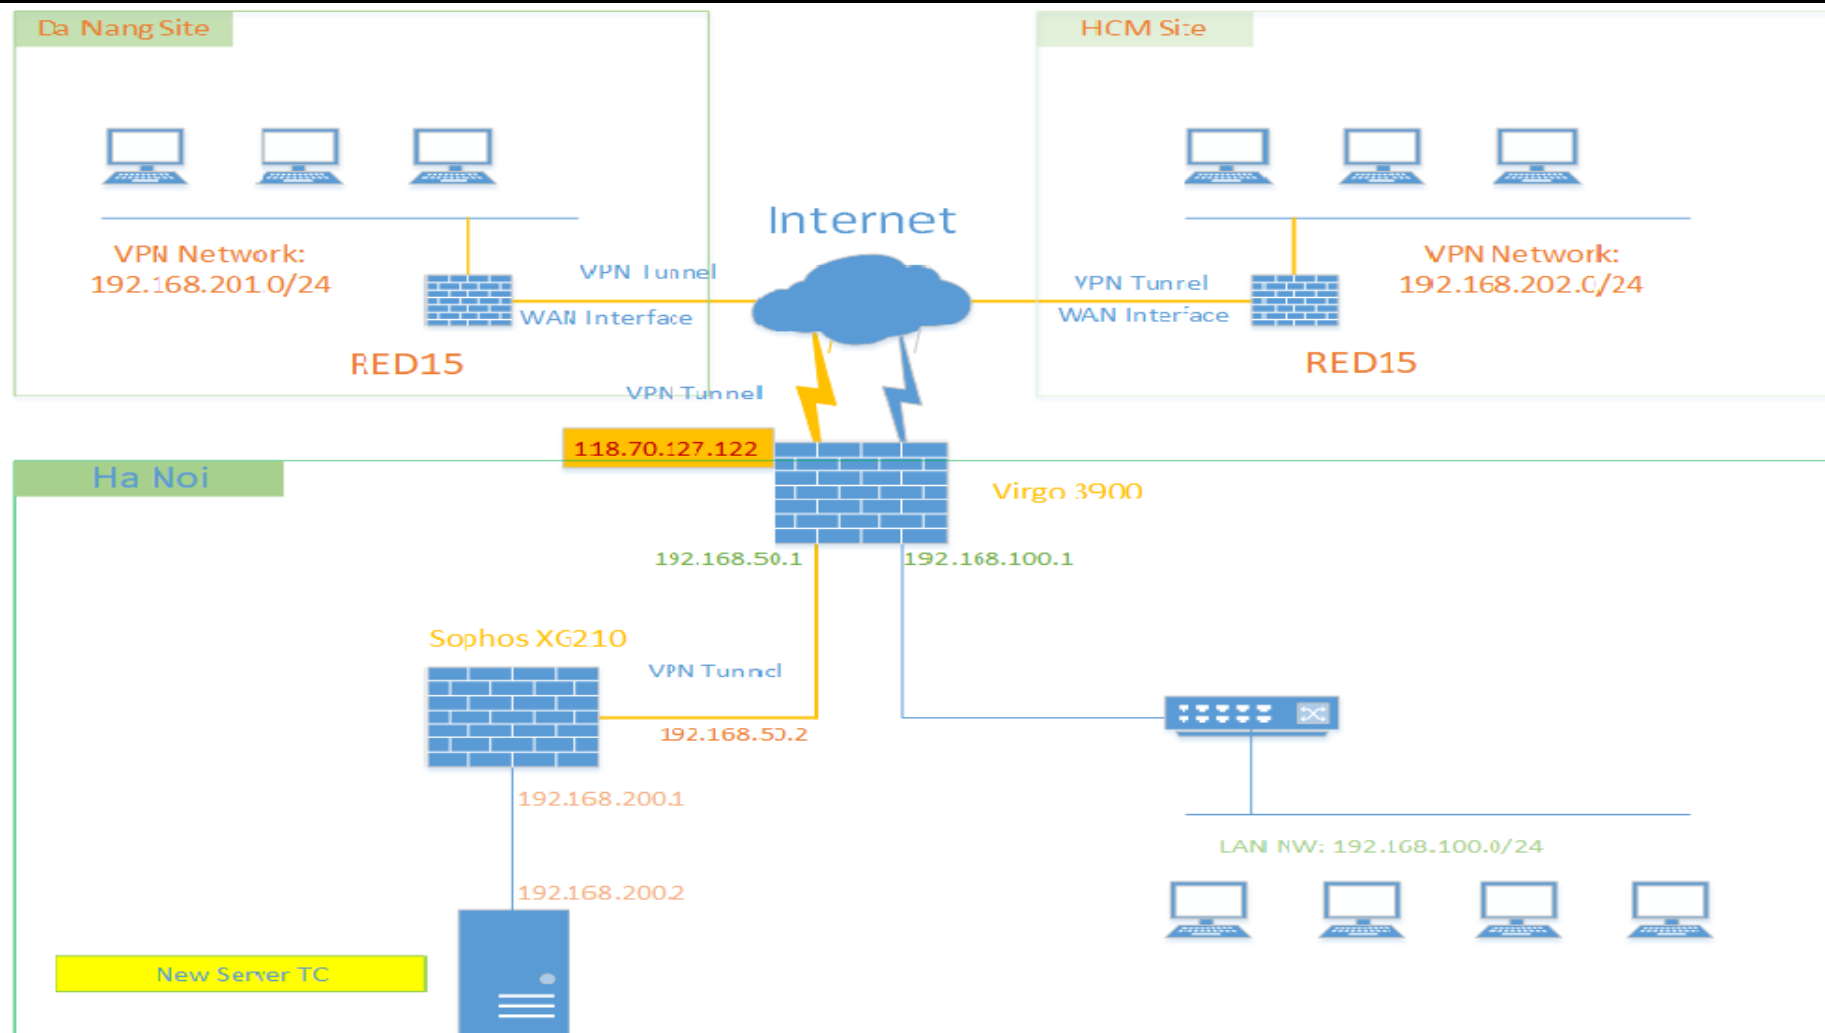 Da Nang Site
HCM Site
Internet
VPN Network:
192.168.201.0/24
VPN Tunnel
WAN Interface
RED15
VPN Tunnel
WAN Interface
VPN Network:
192.168.202.0/24
RED15
VPN Tunnel
118.70.127.122
Ha Noi
Virgo 3900
192.168.50.1
192.168.100.1
Sophos XG210
VPN Tunnel
192.168.50.2
192.168.200.1
LAN NW: 192.168.100.0/24
192.168.200.2
New Server TC